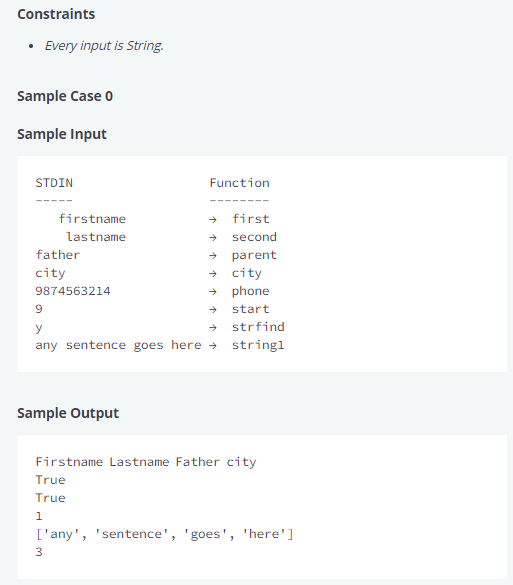 Constraints
• Every input is String.
Sample Case 0
Sample Input
STDIN Function
----- --------
firstname → first
lastname → second
father → parent
city → city
9874563214 → phone
9 → start
y → strfind
any sentence goes here → string1
Sample Output
Firstname Lastname Father city
True
True
1
['any', 'sentence', 'goes', 'here']
3